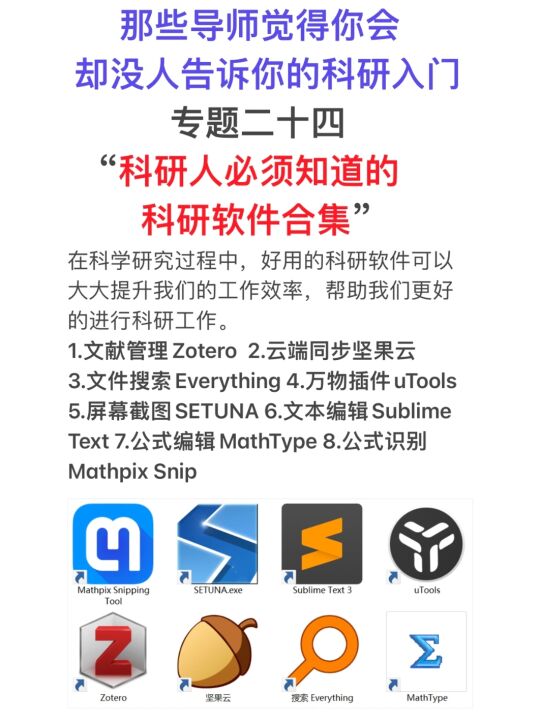 那些导师觉得你会
却没人告诉你的科研入门
专题二十四
“科研人必须知道的
科研软件合集”
在科学研究过程中，好用的科研软件可以
大大提升我们的工作效率，帮助我们更好
的进行科研工作。
1.文献管理 Zotero 2.云端同步坚果云
3.文件搜索 Everything 4.万物插件 uTools
5.屏幕截图 SETUNA 6.文本编辑 Sublime
Text 7.公式编辑 MathType 8.公式识别
Mathpix Snip
Mathpix Snipping
Tool
SETUNA.exe
Sublime Text 3
uTools
Zotero
坚果云
搜索 Everything
MathType